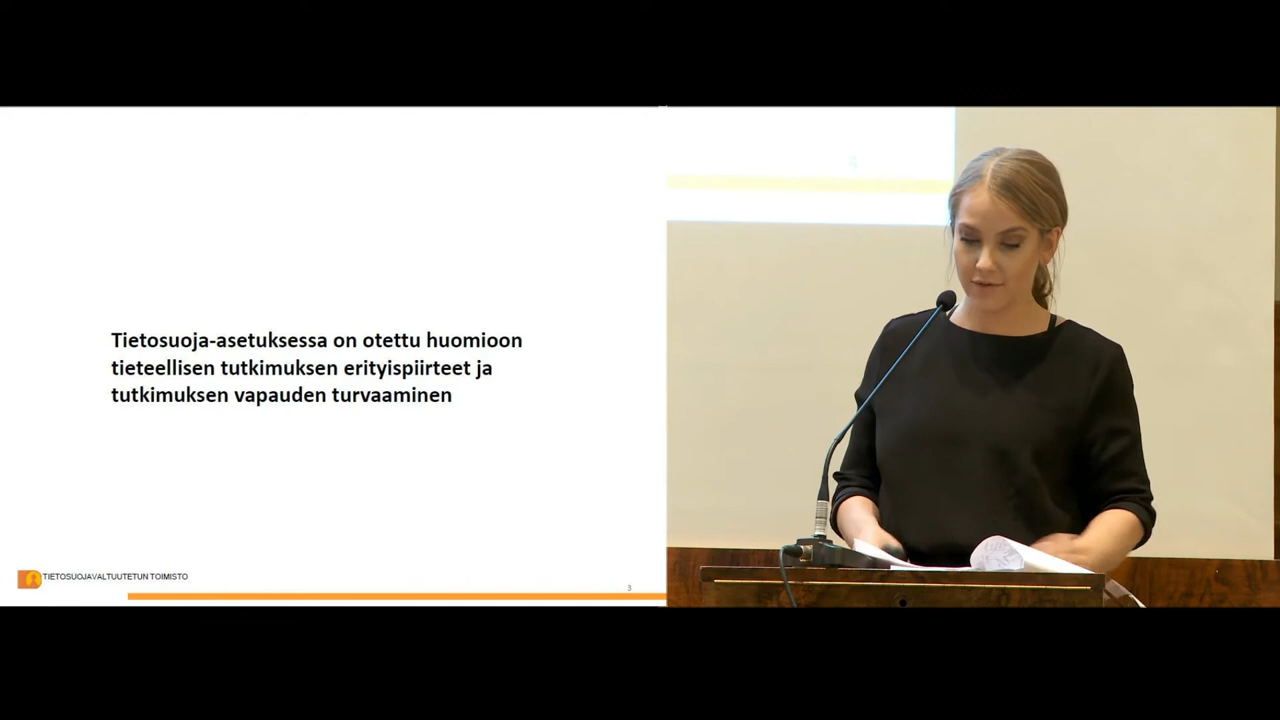 Tietosuoja-asetuksessa on otettu huomioon
tieteellisen tutkimuksen erityispiirteet ja
tutkimuksen vapauden turvaaminen
TIETOSUOJAVALTUUTETUN TOIMISTO
3